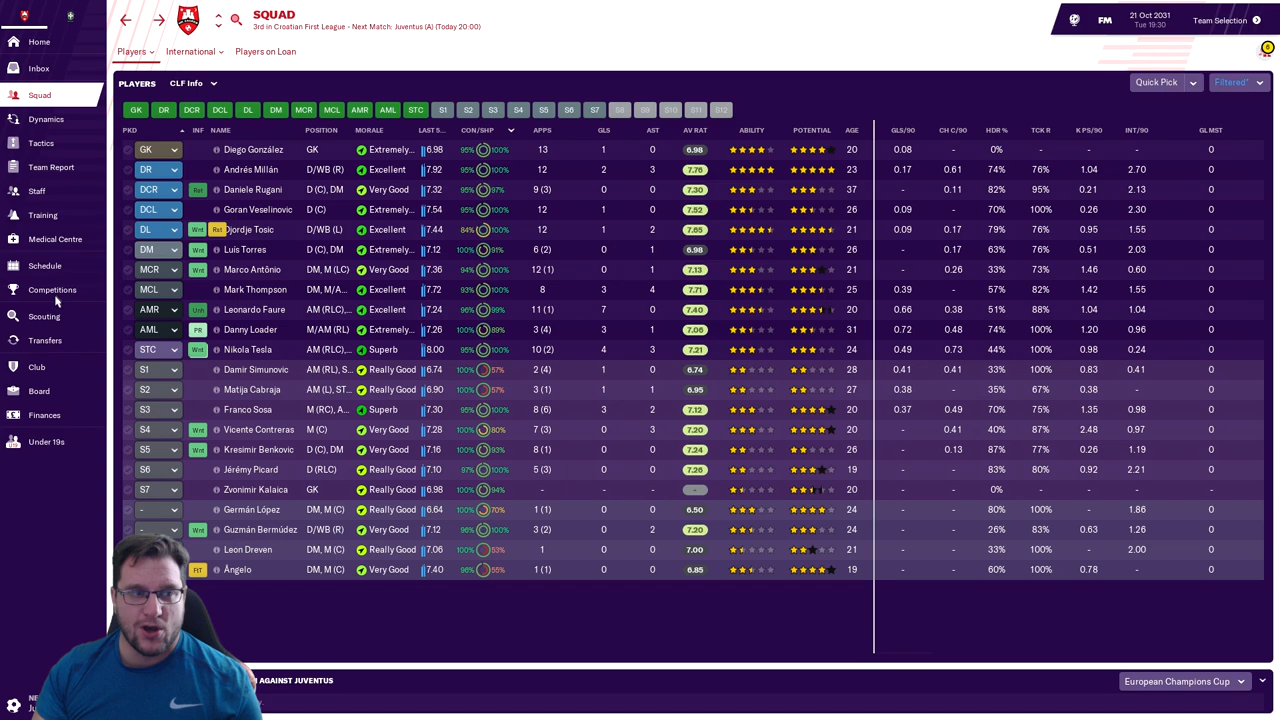 SQUAD
3rd in Croatian First League - Next Match: Juventus (A) (Today 20:00)
FM
21 Oct 2031
Tue 19:30
Team Selection
6
Home
Inbox
Squad
Dynamics
Tactics
Team Report
Staff
Training
Medical Centre
Schedule
Competitions
Scouting
Transfers
Club
Board
Finances
Under 19s
Players International Players on Loan
PLAYERS CLF Info Quick Pick Filtered*
GK DR DCR DCL DL DM MCR MCL AMR AML STC S1 S2 S3 S4 S5 S6 S7 S8 S9 S10 S11 S12
PKD INF NAME POSITION MORALE LAST 5... CON/SHP APPS GLS AST AV RAT ABILITY POTENTIAL AGE GLS/90 CH C/90 HDR % TCK R K PS/90 INT/90 GL MST
GK Diego González GK Extremely... 6.98 95% 100% 13 1 0 6.98 20 0.08 - 0% - - - 0
DR Andrés Millán D/WB (R) Excellent 7.92 95% 100% 12 2 3 7.76 23 0.17 0.61 74% 76% 1.04 2.70 0
DCR Rst Daniele Rugani D (C), DM Very Good 7.32 95% 97% 12 (3) 0 0 7.30 37 - 0.11 82% 95% 0.21 2.13 0
DCL Goran Veselinovic D (C) Extremely... 7.54 95% 100% 12 1 0 7.52 26 0.09 - 70% 100% 0.26 2.30 0
DL Wnt Rst Djordje Tosic D/WB (L) Excellent 7.44 84% 100% 12 1 2 7.65 26 0.09 0.17 79% 76% 0.95 1.55 0
DM Wnt Luís Torres D (C), DM Extremely... 7.12 100% 91% 6 (2) 0 1 6.98 26 - 0.17 63% 76% 0.51 2.03 0
MCR Wnt Marco Antônio DM, M (LC) Very Good 7.36 94% 100% 12 (1) 0 1 7.13 21 - 0.26 33% 73% 1.46 0.60 0
MCL Mark Thompson DM, M/A... Excellent 7.72 93% 100% 8 3 4 7.71 25 0.39 - 57% 82% 1.42 1.55 0
AMR Unh Leonardo Faure AM (RLC),... Excellent 7.24 96% 99% 11 (1) 7 0 7.40 20 0.66 0.38 51% 88% 1.04 1.04 0
AML PR Danny Loader M/AM (RL) Extremely... 7.26 100% 89% 3 (4) 3 1 7.06 31 0.72 0.48 74% 100% 1.20 0.96 0
STC Wnt Nikola Tesla AM (RLC),... Superb 8.00 95% 100% 10 (2) 4 3 7.21 24 0.49 0.73 44% 100% 0.98 0.24 0
S1 Damir Simunovic AM (RL), S... Really Good 6.74 100% 57% 2 (4) 1 0 6.74 28 0.41 0.41 33% 75% 0.83 0.41 0
S2 Matija Cabraja AM (L), ST... Really Good 6.90 100% 57% 3 (1) 1 1 6.95 27 0.38 - 35% 67% 0.38 - 0
S3 Franco Sosa M (RC), A... Superb 7.30 95% 100% 8 (6) 3 2 7.12 20 0.37 0.49 70% 75% 1.35 0.98 0
S4 Wnt Vicente Contreras M (C) Very Good 7.28 100% 80% 7 (3) 0 3 7.20 20 - 0.41 40% 87% 2.48 0.97 0
S5 Wnt Kresimir Benkovic D (C), DM Very Good 7.16 100% 93% 8 (1) 0 0 7.24 26 - 0.13 87% 77% 0.26 1.19 0
S6 Jérémy Picard D (RLC) Really Good 7.10 97% 100% 5 (3) 0 0 7.26 19 - - 83% 80% 0.92 2.21 0
S7 Zvonimir Kalaica GK Really Good 6.98 100% 94% - - - - 20 - - 0% - - - 0
- Germán López DM, M (C) Really Good 6.64 100% 70% 1 (1) 0 0 6.50 24 - - 80% 100% - 1.86 0
- Wnt Guzmán Bermúdez D/WB (R) Very Good 7.12 96% 100% 3 (2) 0 2 7.20 24 - - 26% 83% 0.63 1.26 0
Leon Dreven DM, M (C) Really Good 7.06 100% 53% 1 0 0 7.00 21 - - 33% 100% - 2.00 0
FIT Ângelo DM, M (C) Very Good 7.40 96% 55% 1 (1) 0 0 6.85 19 - - 60% 100% 0.78 - 0
AGAINST JUVENTUS
European Champions Cup